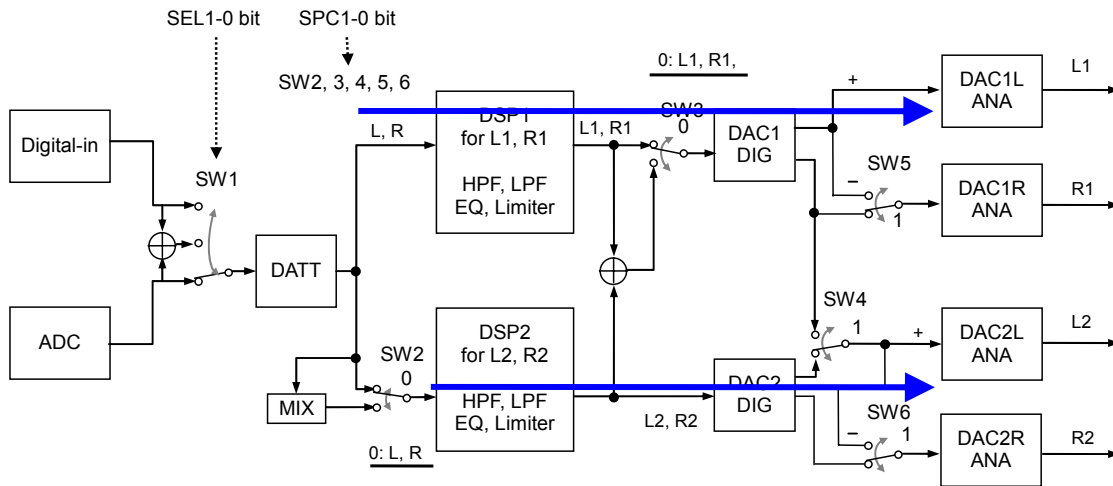 SEL1-0 bit
SPC1-0 bit
SW2, 3, 4, 5, 6
0: L1, R1,
Digital-in
SW1
ADC
DATT
L, R
DSP1
for L1, R1
HPF, LPF
EQ, Limiter
L1, R1
SW3
0
DAC1
DIG
+
DAC1L
ANA
L1
SW5
–
1
DAC1R
ANA
R1
MIX
SW2
0
0: L, R
DSP2
for L2, R2
HPF, LPF
EQ, Limiter
L2, R2
DAC2
DIG
SW4
1
+
DAC2L
ANA
L2
SW6
–
1
DAC2R
ANA
R2